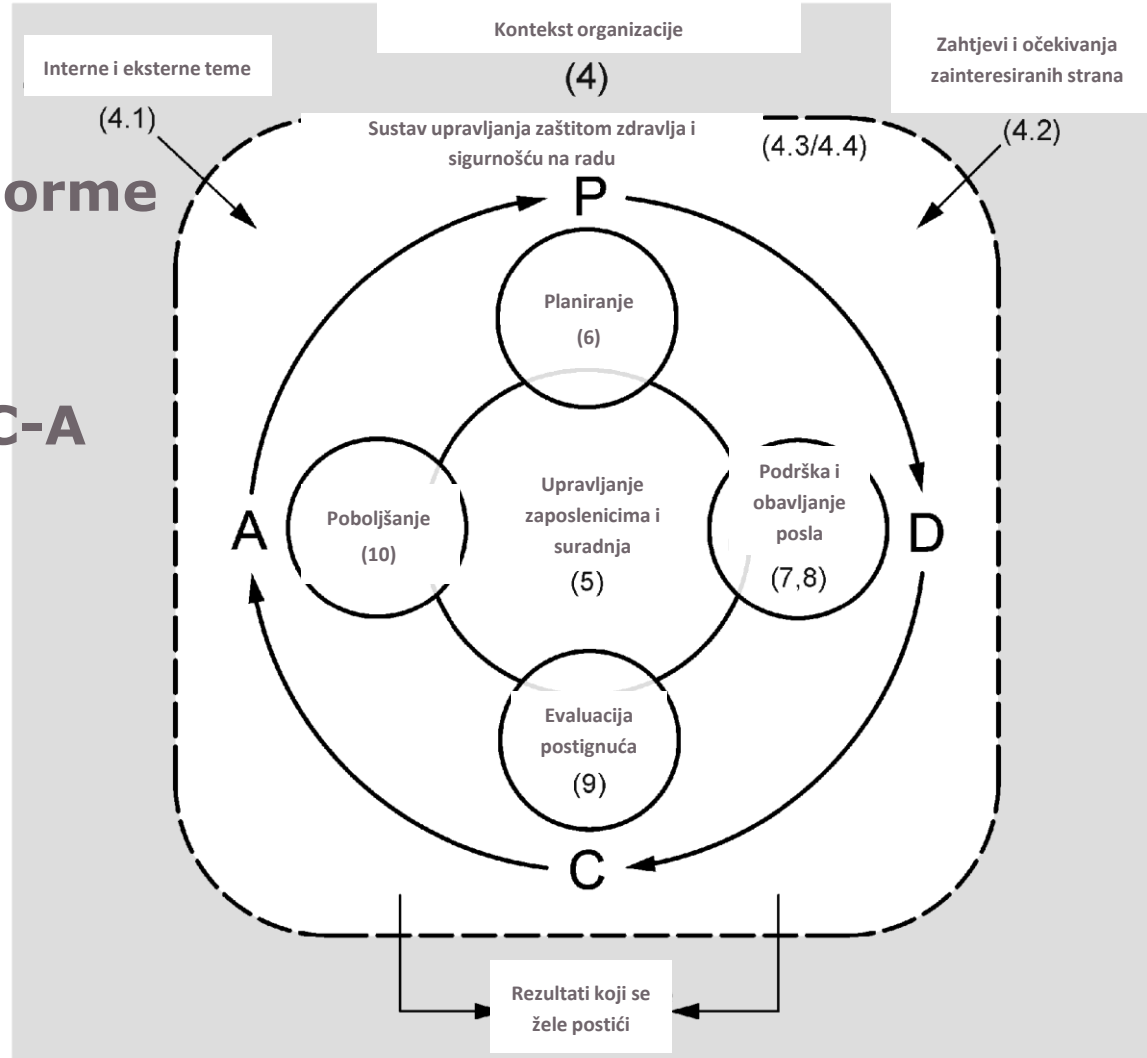 Kontekst organizacije
(4)
Interne i eksterne teme
(4.1)
Zahtjevi i očekivanja
zainteresiranih strana
(4.2)
Sustav upravljanja zaštitom zdravlja i
sigurnošću na radu
(4.3/4.4)
orme
C-A
P
Planiranje
(6)
A
Poboljšanje
(10)
Upravljanje
zaposlenicima i
suradnja
(5)
Podrška i
obavljanje
posla
(7,8)
D
Evaluacija
postignuća
(9)
C
Rezultati koji se
žele postići